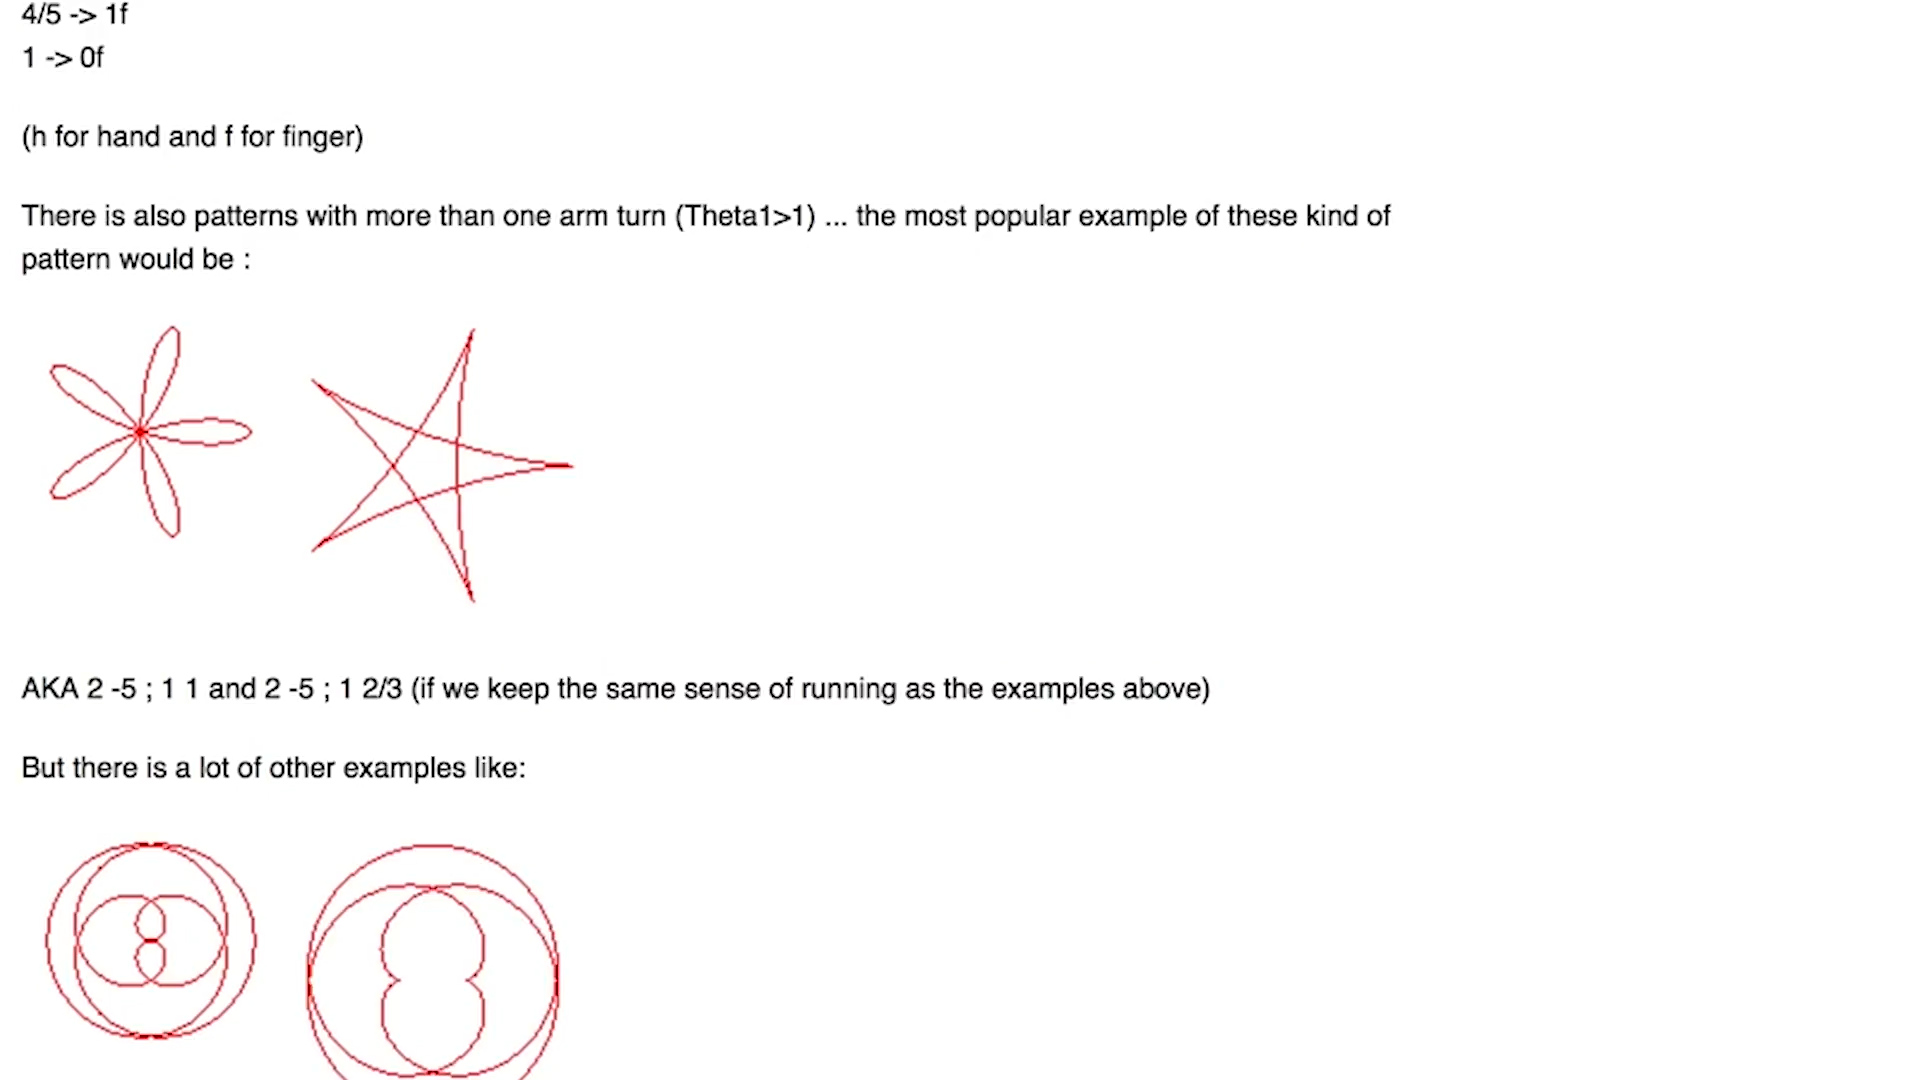 4/5 -> 1f
1 -> 0f
(h for hand and f for finger)
There is also patterns with more than one arm turn (Theta1>1) ... the most popular example of these kind of
pattern would be :
AKA 2 -5 ; 1 1 and 2 -5 ; 1 2/3 (if we keep the same sense of running as the examples above)
But there is a lot of other examples like: